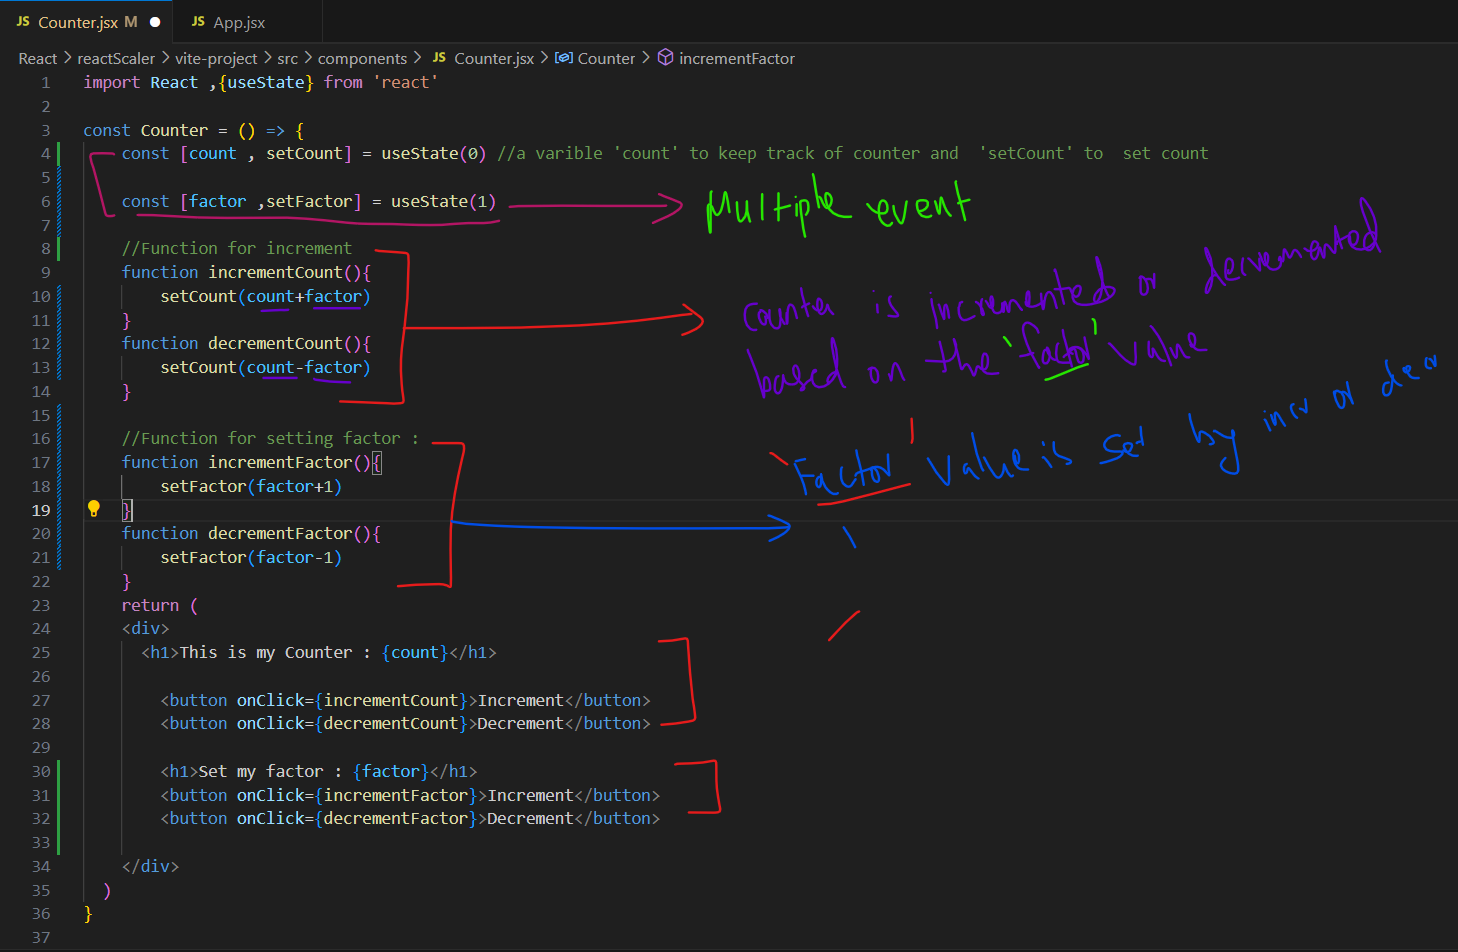 JS Counter.jsx M ● JS App.jsx
React > reactScaler > vite-project > src > components > JS Counter.jsx > Counter > incrementFactor
1 import React ,{useState} from 'react'
2
3 const Counter = () => {
4 const [count , setCount] = useState(0) //a varible 'count' to keep track of counter and  'setCount' to  set count
5
6 const [factor ,setFactor] = useState(1)
Multiple event
7
8 //Function for increment
9 function incrementCount(){
10 setCount(count+factor)
11 }
12 function decrementCount(){
13 setCount(count-factor)
14 }
Counter is incremented or decremented
based on the 'factor' value
15
16 //Function for setting factor :
17 function incrementFactor(){
18 setFactor(factor+1)
19 }
20 function decrementFactor(){
21 setFactor(factor-1)
22 }
'Factor' value is set by incr or decr
23 return (
24 <div>
25 <h1>This is my Counter : {count}</h1>
26
27 <button onClick={incrementCount}>Increment</button>
28 <button onClick={decrementCount}>Decrement</button>
29
30 <h1>Set my factor : {factor}</h1>
31 <button onClick={incrementFactor}>Increment</button>
32 <button onClick={decrementFactor}>Decrement</button>
33
34 </div>
35 )
36 }
37